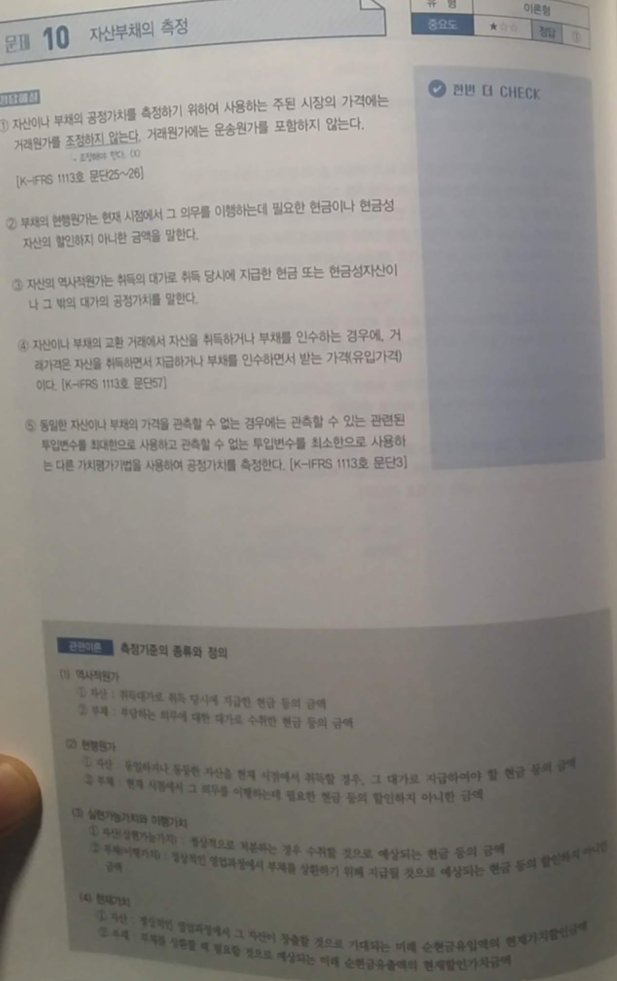 유 형 이론형
문제 10 자산부채의 측정
중요도 ★☆☆ 정답 ①
정답해설
① 자산이나 부채의 공정가치를 측정하기 위하여 사용하는 주된 시장의 가격에는
거래원가를 조정하지 않는다. 거래원가에는 운송원가를 포함하지 않는다.
조정해야 한다. (X)
[K-IFRS 1113호 문단25~26]
② 부채의 현행원가는 현재 시점에서 그 의무를 이행하는데 필요한 현금이나 현금성
자산의 할인하지 아니한 금액을 말한다.
③ 자산의 역사적원가는 취득의 대가로 취득 당시에 지급한 현금 또는 현금성자산이
나 그 밖의 대가의 공정가치를 말한다.
④ 자산이나 부채의 교환 거래에서 자산을 취득하거나 부채를 인수하는 경우에, 거
래가격은 자산을 취득하면서 지급하거나 부채를 인수하면서 받는 가격(유입가격)
이다. [K-IFRS 1113호 문단57]
⑤ 동일한 자산이나 부채의 가격을 관측할 수 없는 경우에는 관측할 수 있는 관련된
투입변수를 최대한으로 사용하고 관측할 수 없는 투입변수를 최소한으로 사용하
는 다른 가치평가기법을 사용하여 공정가치를 측정한다. [K-IFRS 1113호 문단3]
한번 더 CHECK
관련이론 측정기준의 종류와 정의
(1) 역사적원가
① 자산 : 취득대가로 취득 당시에 지급한 현금 등의 금액
② 부채 : 부담하는 의무에 대한 대가로 수취한 현금 등의 금액
(2) 현행원가
① 자산 : 동일하거나 동등한 자산을 현재 시점에서 취득할 경우, 그 대가로 지급하여야 할 현금 등의 금액
② 부채 : 현재 시점에서 그 의무를 이행하는데 필요한 현금 등의 할인하지 아니한 금액
(3) 실현가능가치와 이행가치
① 자산(실현가능가치) : 정상적으로 처분하는 경우 수취할 것으로 예상되는 현금 등의 금액
② 부채(이행가치) : 정상적인 영업과정에서 부채를 상환하기 위해 지급될 것으로 예상되는 현금 등의 할인하지 아니한
금액
(4) 현재가치
① 자산 : 정상적인 영업과정에서 그 자산이 창출할 것으로 기대되는 미래 순현금유입액의 현재가치할인금액
② 부채 : 부채를 상환할 때 필요할 것으로 예상되는 미래 순현금유출액의 현재할인가치금액